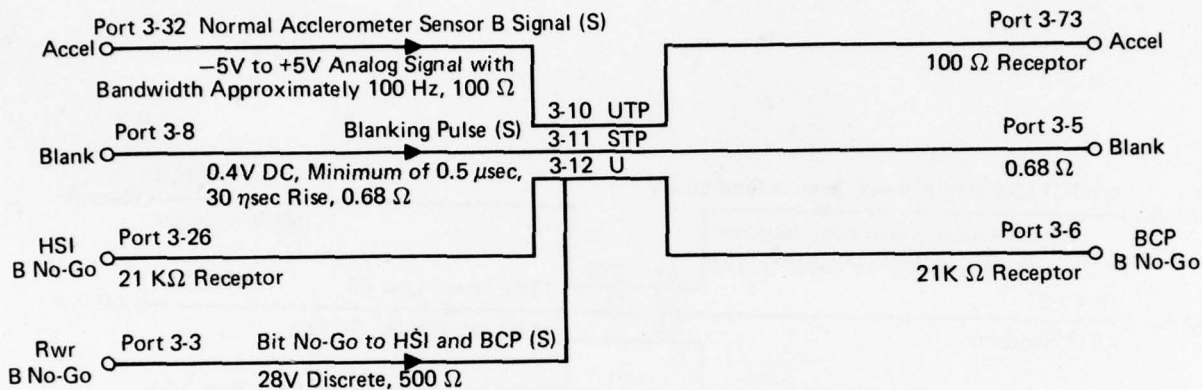 Port 3-32 Normal Acclerometer Sensor B Signal (S)
Port 3-73
Accel
Accel
−5V to +5V Analog Signal with
Bandwidth Approximately 100 Hz, 100 Ω
100 Ω Receptor
3-10 UTP
Port 3-8
Blanking Pulse (S)
3-11 STP
Port 3-5
Blank
3-12 U
Blank
0.4V DC, Minimum of 0.5 μsec,
30 ηsec Rise, 0.68 Ω
0.68 Ω
HSI
B No-Go
Port 3-26
21 KΩ Receptor
Port 3-6
BCP
B No-Go
21K Ω Receptor
Rwr
B No-Go
Port 3-3
Bit No-Go to HSI and BCP (S)
28V Discrete, 500 Ω